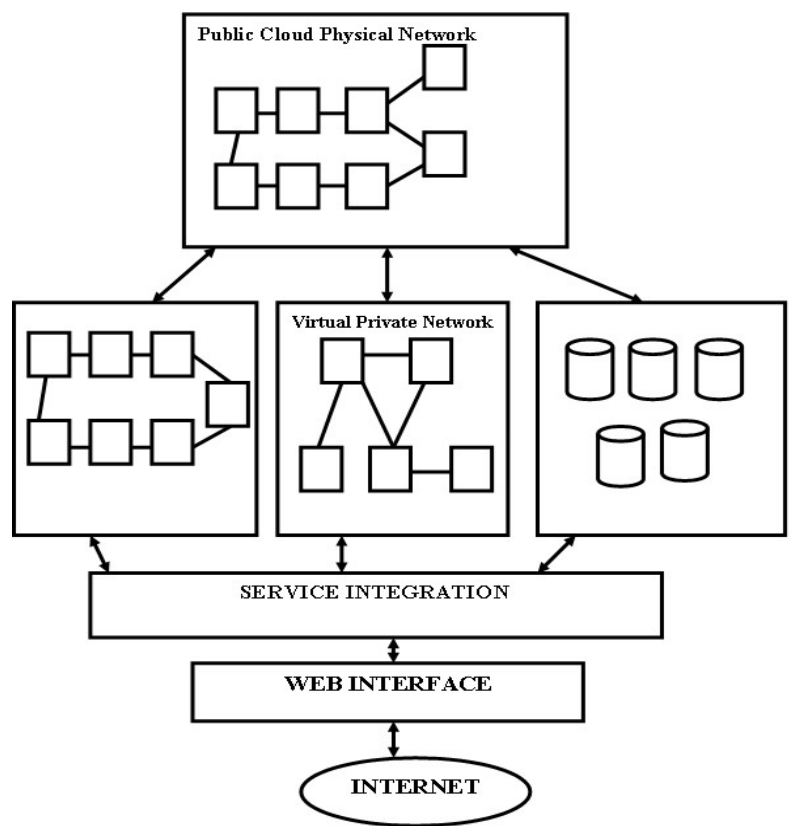 Public Cloud Physical Network
Virtual Private Network
SERVICE INTEGRATION
WEB INTERFACE
INTERNET